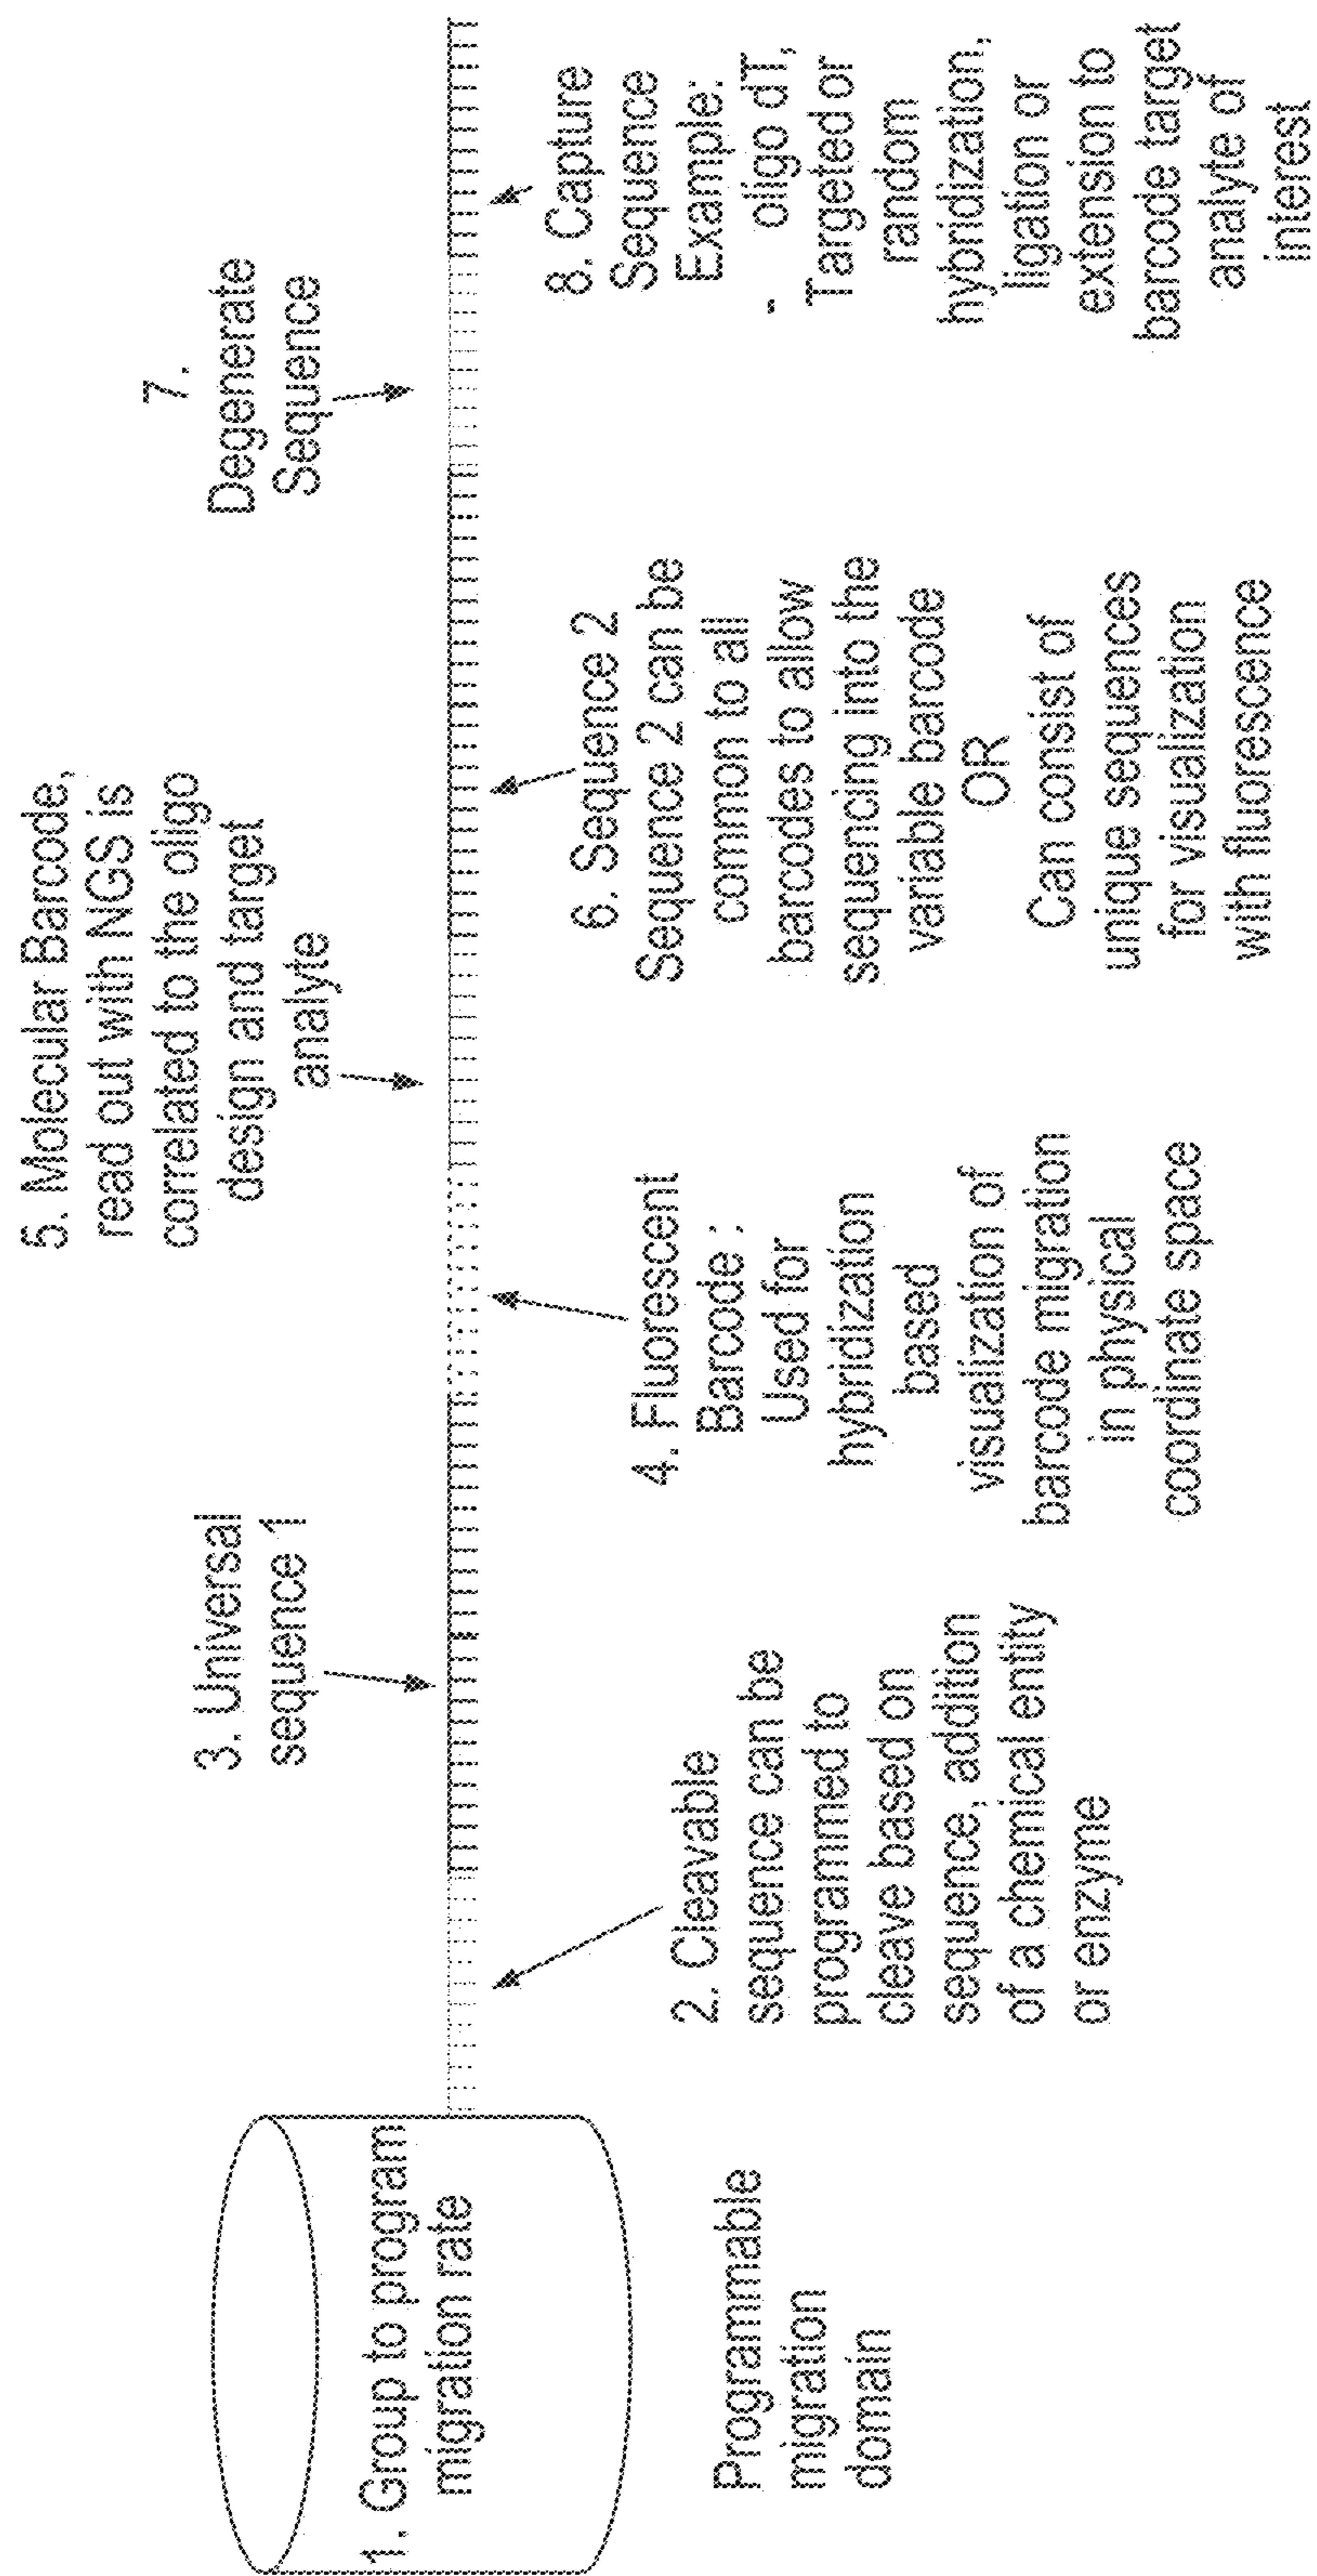 1. Group to program
migration rate
Programmable
migration
domain
2. Cleavable
sequence can be
programmed to
cleave based on
sequence, addition
of a chemical entity
or enzyme
3. Universal
sequence 1
4. Fluorescent
Barcode :
Used for
hybridization
based
visualization of
barcode migration
in physical
coordinate space
5. Molecular Barcode,
read out with NGS is
correlated to the oligo
design and target
analyte
6. Sequence 2
Sequence 2 can be
common to all
barcodes to allow
sequencing into the
variable barcode
OR
Can consist of
unique sequences
for visualization
with fluorescence
7.
Degenerate
Sequence
8. Capture
Sequence
Example:
- oligo dT,
Targeted or
random
hybridization,
ligation or
extension to
barcode target
analyte of
interest